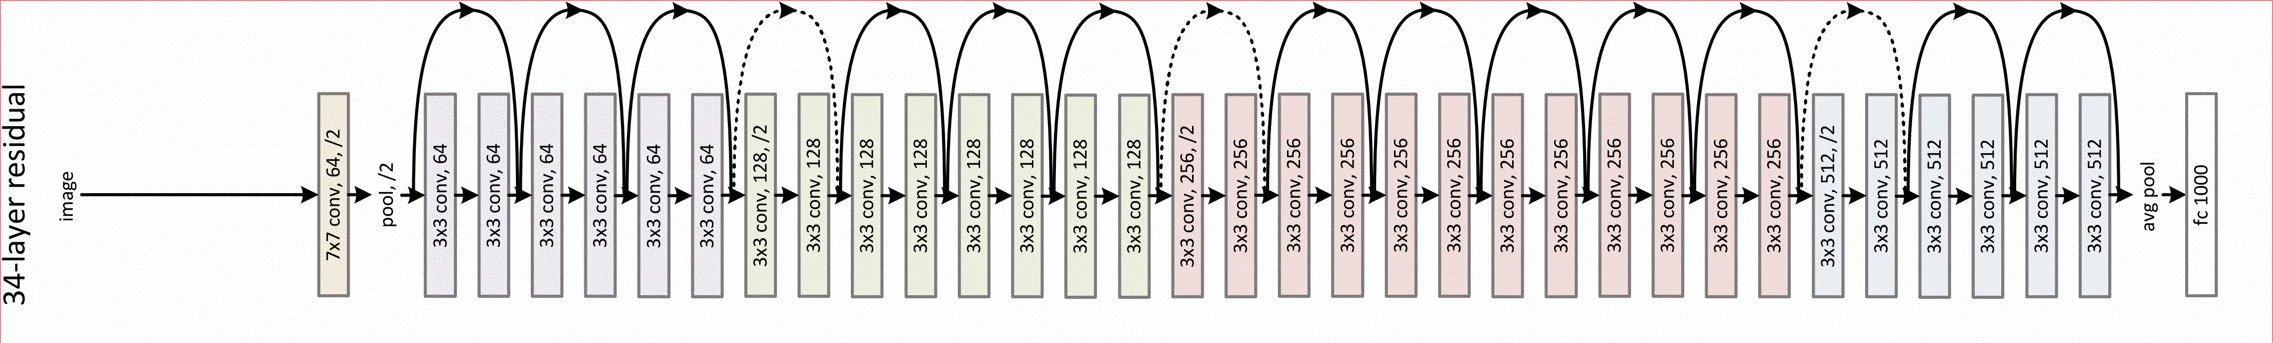 34-layer residual
image
7x7 conv, 64, /2
pool, /2
3x3 conv, 64
3x3 conv, 64
3x3 conv, 64
3x3 conv, 64
3x3 conv, 64
3x3 conv, 64
3x3 conv, 128, /2
3x3 conv, 128
3x3 conv, 128
3x3 conv, 128
3x3 conv, 128
3x3 conv, 128
3x3 conv, 128
3x3 conv, 128
3x3 conv, 256, /2
3x3 conv, 256
3x3 conv, 256
3x3 conv, 256
3x3 conv, 256
3x3 conv, 256
3x3 conv, 256
3x3 conv, 256
3x3 conv, 256
3x3 conv, 256
3x3 conv, 256
3x3 conv, 256
3x3 conv, 512, /2
3x3 conv, 512
3x3 conv, 512
3x3 conv, 512
3x3 conv, 512
3x3 conv, 512
avg pool
fc 1000